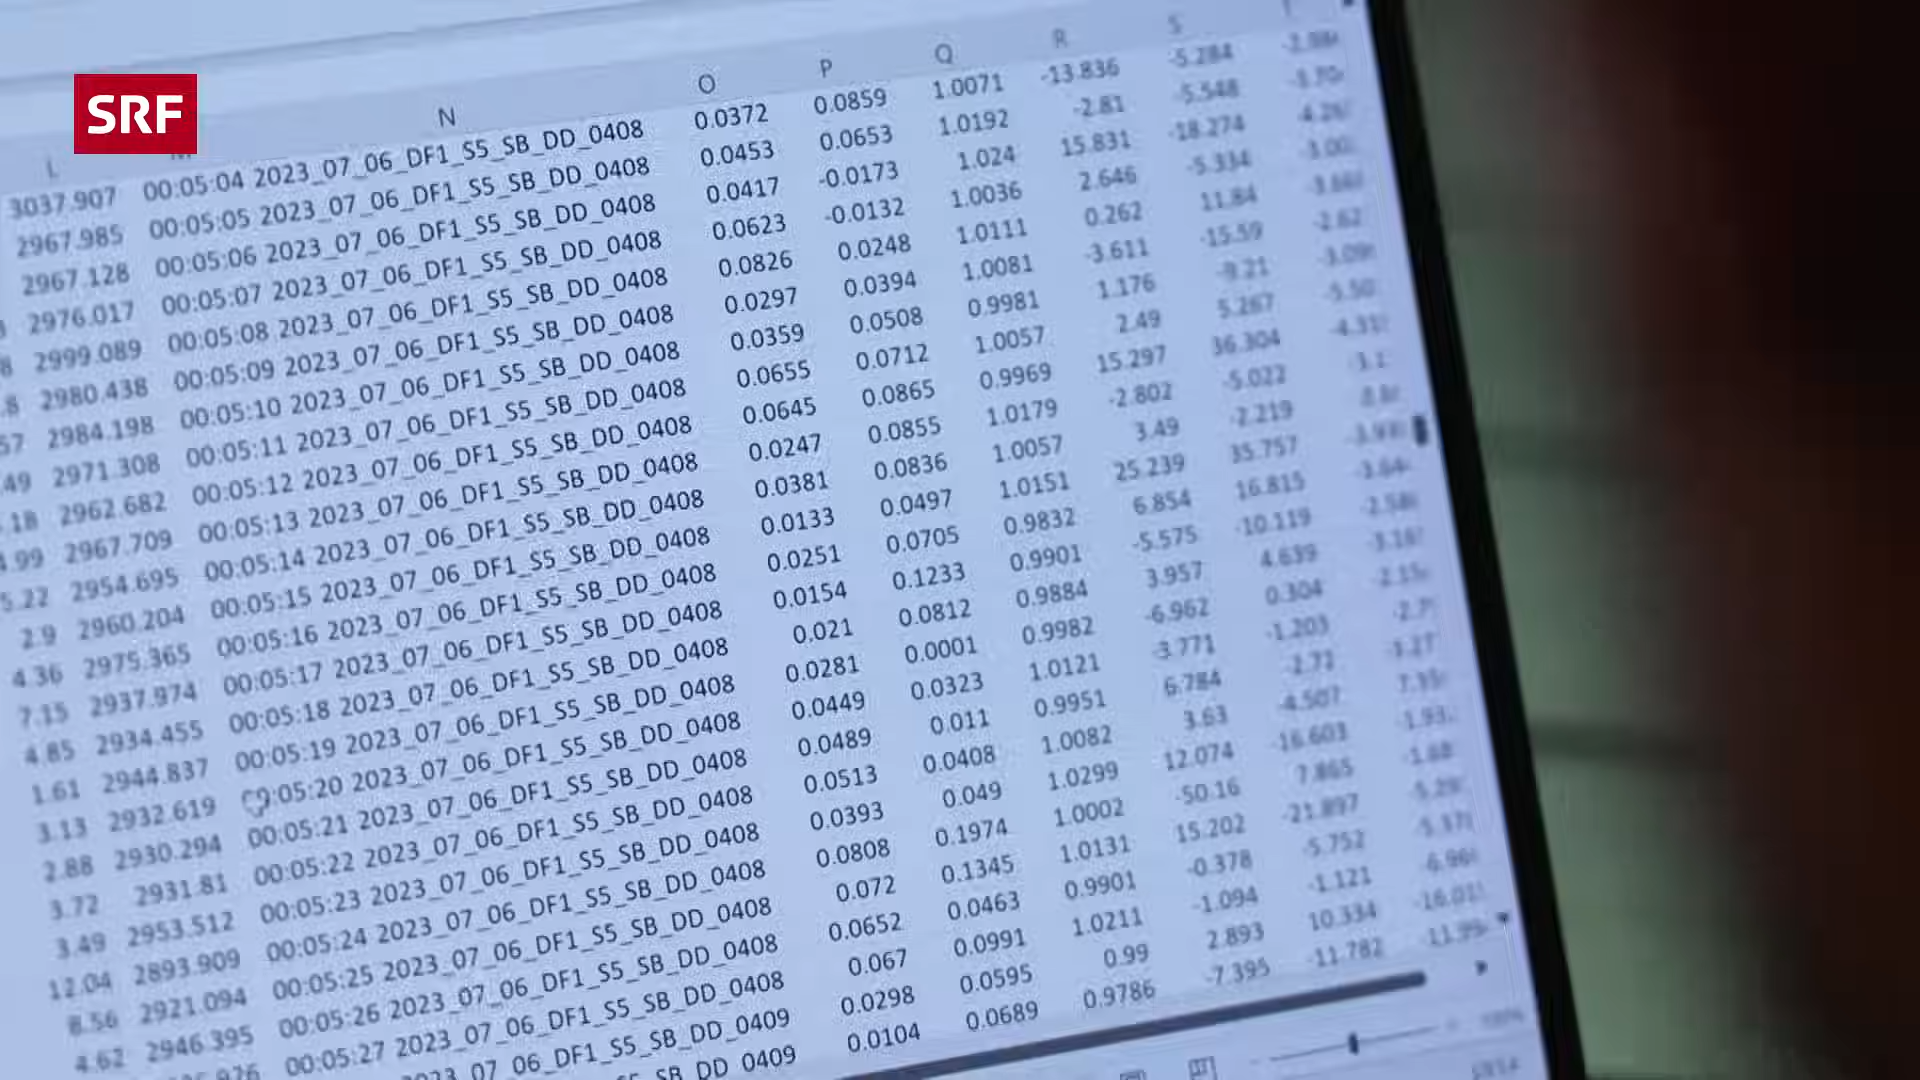 SRF
L M N O P Q R S
3037.907 00:05:04 2023_07_06_DF1_S5_SB_DD_0408 0.0372 0.0859 1.0071 -13.836 -5.284
2967.985 00:05:05 2023_07_06_DF1_S5_SB_DD_0408 0.0453 0.0653 1.0192 -2.81 -5.548
2967.128 00:05:06 2023_07_06_DF1_S5_SB_DD_0408 0.0417 -0.0173 1.024 15.831 -18.274
2976.017 00:05:07 2023_07_06_DF1_S5_SB_DD_0408 0.0623 -0.0132 1.0036 2.646 -5.334
8 2999.089 00:05:08 2023_07_06_DF1_S5_SB_DD_0408 0.0826 0.0248 1.0111 0.262 11.84
.8 2980.438 00:05:09 2023_07_06_DF1_S5_SB_DD_0408 0.0297 0.0394 1.0081 -3.611 -15.59
57 2984.198 00:05:10 2023_07_06_DF1_S5_SB_DD_0408 0.0359 0.0508 0.9981 1.176 -9.21
.49 2971.308 00:05:11 2023_07_06_DF1_S5_SB_DD_0408 0.0655 0.0712 1.0057 2.49 5.267
.18 2962.682 00:05:12 2023_07_06_DF1_S5_SB_DD_0408 0.0645 0.0865 0.9969 15.297 36.304
.99 2967.709 00:05:13 2023_07_06_DF1_S5_SB_DD_0408 0.0247 0.0855 1.0179 -2.802 -5.022
5.22 2954.695 00:05:14 2023_07_06_DF1_S5_SB_DD_0408 0.0381 0.0836 1.0057 3.49 -2.219
2.9 2960.204 00:05:15 2023_07_06_DF1_S5_SB_DD_0408 0.0133 0.0497 1.0151 25.239 35.757
4.36 2975.365 00:05:16 2023_07_06_DF1_S5_SB_DD_0408 0.0251 0.0705 0.9832 6.854 16.815
7.15 2937.974 00:05:17 2023_07_06_DF1_S5_SB_DD_0408 0.0154 0.1233 0.9901 -5.575 -10.119
4.85 2934.455 00:05:18 2023_07_06_DF1_S5_SB_DD_0408 0.021 0.0812 0.9884 3.957 4.639
1.61 2944.837 00:05:19 2023_07_06_DF1_S5_SB_DD_0408 0.0281 0.0001 0.9982 -6.962 0.304
3.13 2932.619 00:05:20 2023_07_06_DF1_S5_SB_DD_0408 0.0449 0.0323 1.0121 -3.771 -1.203
2.88 2930.294 00:05:21 2023_07_06_DF1_S5_SB_DD_0408 0.0489 0.011 0.9951 6.784 -2.71
3.72 2931.81 00:05:22 2023_07_06_DF1_S5_SB_DD_0408 0.0513 0.0408 1.0082 3.63 -4.507
3.49 2953.512 00:05:23 2023_07_06_DF1_S5_SB_DD_0408 0.0393 0.049 1.0299 12.074 -16.603
12.04 2893.909 00:05:24 2023_07_06_DF1_S5_SB_DD_0408 0.0808 0.1974 1.0002 -50.16 7.865
8.56 2921.094 00:05:25 2023_07_06_DF1_S5_SB_DD_0408 0.072 0.1345 1.0131 15.202 -21.897
4.62 2946.395 00:05:26 2023_07_06_DF1_S5_SB_DD_0408 0.0652 0.0463 0.9901 -0.378 -5.752
00:05:27 2023_07_06_DF1_S5_SB_DD_0408 0.067 0.0991 1.0211 -1.094 -1.121
07_06_DF1_S5_SB_DD_0409 0.0298 0.0595 0.99 2.893 10.334
SB_DD_0409 0.0104 0.0689 0.9786 -7.395 -11.782